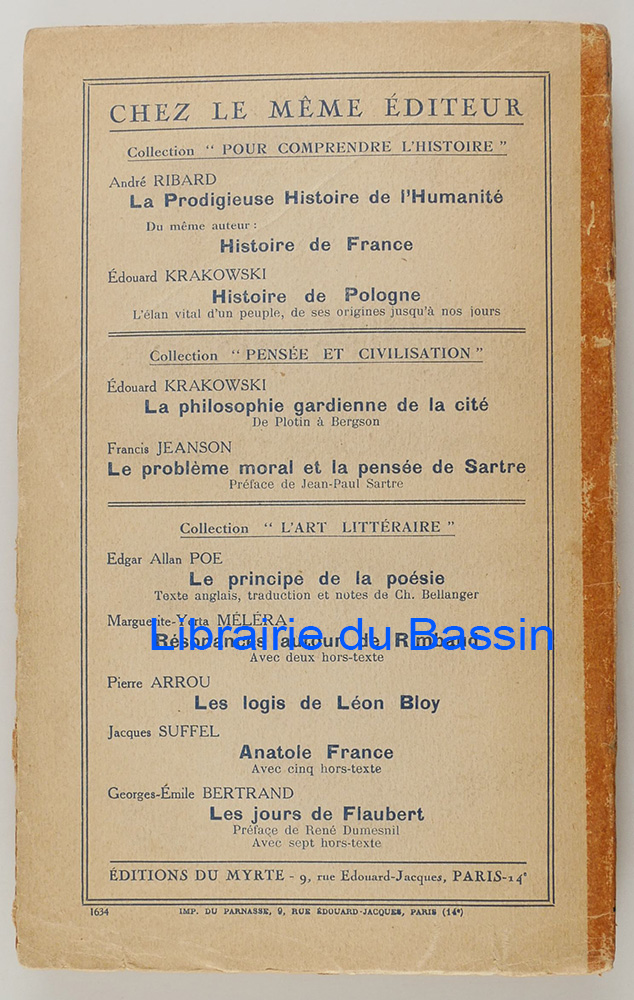 CHEZ LE MÊME ÉDITEUR
Collection " POUR COMPRENDRE L'HISTOIRE "
André RIBARD
La Prodigieuse Histoire de l'Humanité
Du même auteur :
Histoire de France
Édouard KRAKOWSKI
Histoire de Pologne
L'élan vital d'un peuple, de ses origines jusqu'à nos jours
Collection " PENSÉE ET CIVILISATION "
Édouard KRAKOWSKI
La philosophie gardienne de la cité
De Plotin à Bergson
Francis JEANSON
Le problème moral et la pensée de Sartre
Préface de Jean-Paul Sartre
Collection " L'ART LITTÉRAIRE "
Edgar Allan POE
Le principe de la poésie
Texte anglais, traduction et notes de Ch. Bellanger
Marguerite-Yerta MÉLÉRA
Résonances autour de Rimbaud
Librairie du Bassin
Avec deux hors-texte
Pierre ARROU
Les logis de Léon Bloy
Jacques SUFFEL
Anatole France
Avec cinq hors-texte
Georges-Émile BERTRAND
Les jours de Flaubert
Préface de René Dumesnil
Avec sept hors-texte
ÉDITIONS DU MYRTE - 9, rue Edouard-Jacques, PARIS-14e
1634 IMP. DU PARNASSE, 9, RUE ÉDOUARD-JACQUES, PARIS (14e)